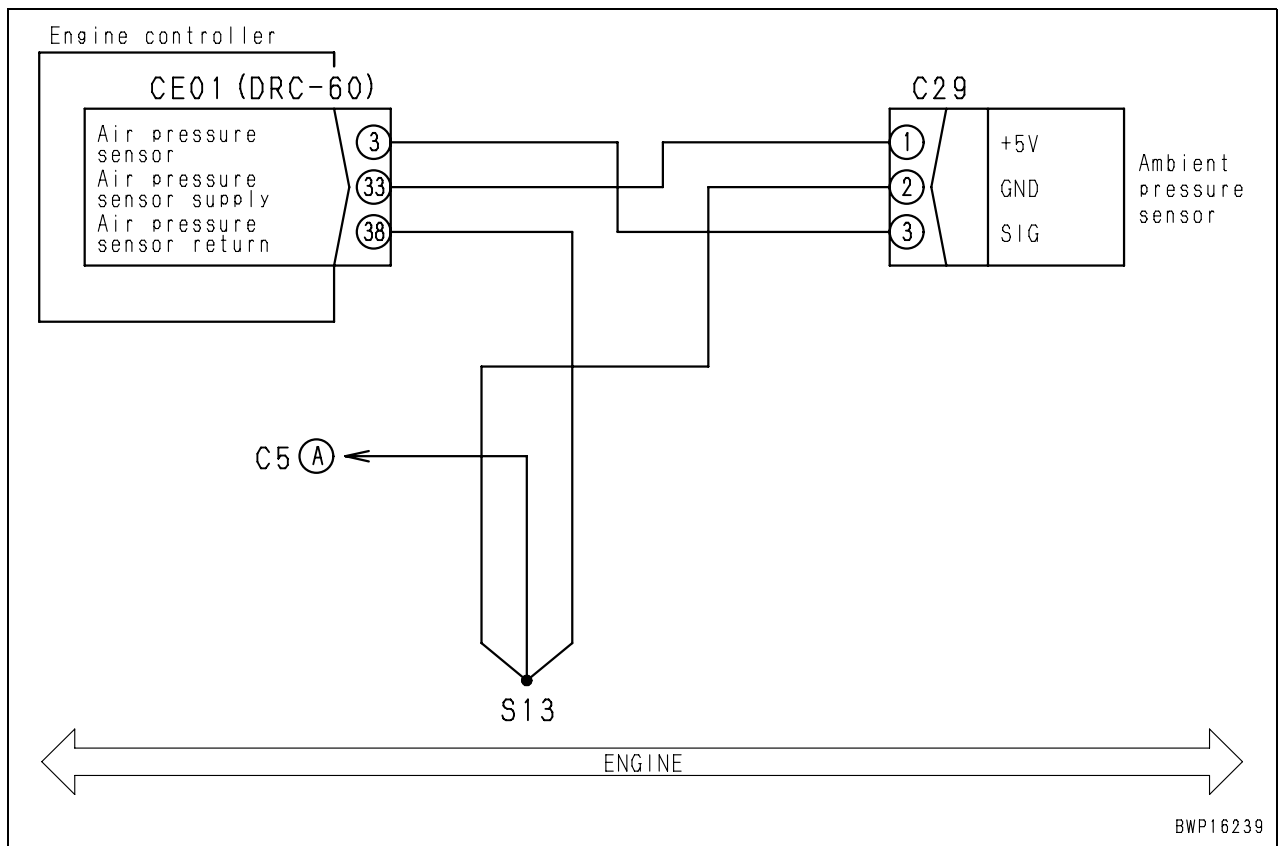 Engine controller
CE01 (DRC-60)
Air pressure
sensor
3
Air pressure
sensor supply
33
Air pressure
sensor return
38
C29
1
+5V
2
GND
3
SIG
Ambient
pressure
sensor
C5 A
S13
ENGINE
BWP16239